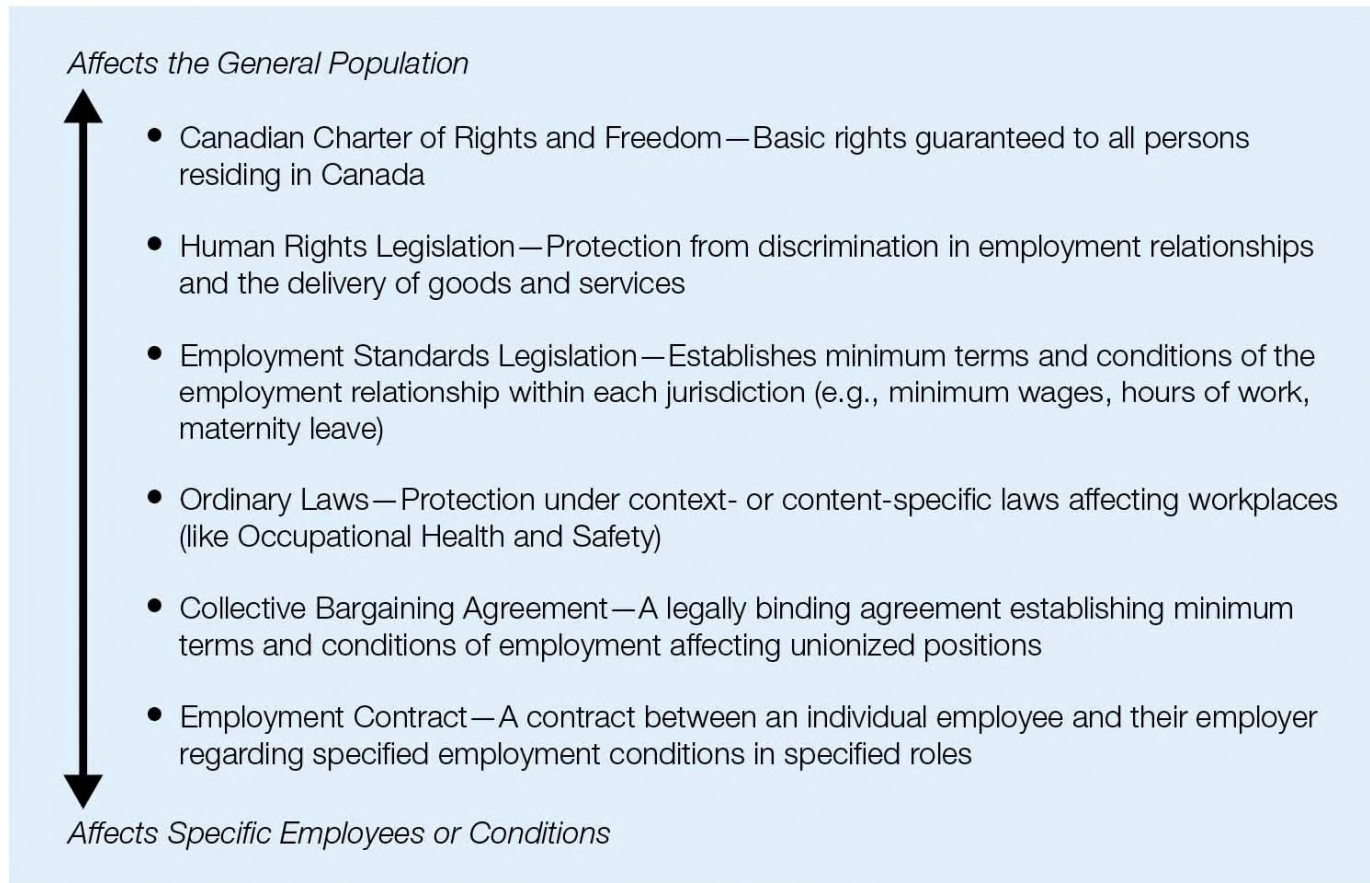 Affects the General Population
• Canadian Charter of Rights and Freedom—Basic rights guaranteed to all persons
residing in Canada
• Human Rights Legislation—Protection from discrimination in employment relationships
and the delivery of goods and services
• Employment Standards Legislation—Establishes minimum terms and conditions of the
employment relationship within each jurisdiction (e.g., minimum wages, hours of work,
maternity leave)
• Ordinary Laws—Protection under context- or content-specific laws affecting workplaces
(like Occupational Health and Safety)
• Collective Bargaining Agreement—A legally binding agreement establishing minimum
terms and conditions of employment affecting unionized positions
• Employment Contract—A contract between an individual employee and their employer
regarding specified employment conditions in specified roles
Affects Specific Employees or Conditions